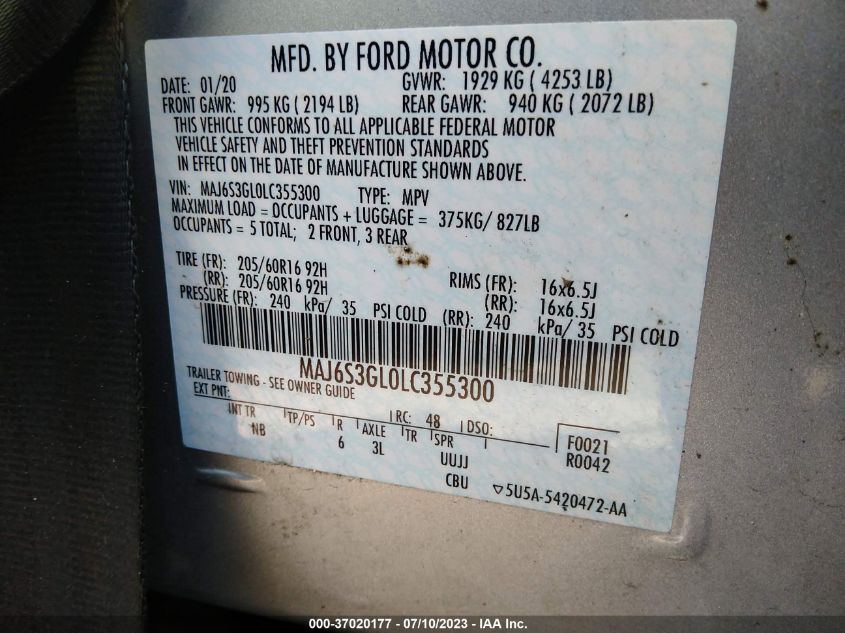 MFD. BY FORD MOTOR CO.
DATE: 01/20 GVWR: 1929 KG ( 4253 LB)
FRONT GAWR: 995 KG ( 2194 LB) REAR GAWR: 940 KG ( 2072 LB)
THIS VEHICLE CONFORMS TO ALL APPLICABLE FEDERAL MOTOR
VEHICLE SAFETY AND THEFT PREVENTION STANDARDS
IN EFFECT ON THE DATE OF MANUFACTURE SHOWN ABOVE.
VIN: MAJ6S3GL0LC355300 TYPE: MPV
MAXIMUM LOAD = OCCUPANTS + LUGGAGE = 375KG/ 827LB
OCCUPANTS = 5 TOTAL; 2 FRONT, 3 REAR
TIRE (FR): 205/60R16 92H RIMS (FR): 16x6.5J
(RR): 205/60R16 92H (RR): 16x6.5J
PRESSURE (FR): 240 kPa/ 35 PSI COLD (RR): 240 kPa/ 35 PSI COLD
MAJ6S3GL0LC355300
TRAILER TOWING - SEE OWNER GUIDE
EXT PNT: RC: 48 DSO: F0021
INT TR TP/PS R AXLE TR SPR R0042
NB 6 3L UUJJ
CBU 5U5A-5420472-AA
000-37020177 - 07/10/2023 - IAA Inc.